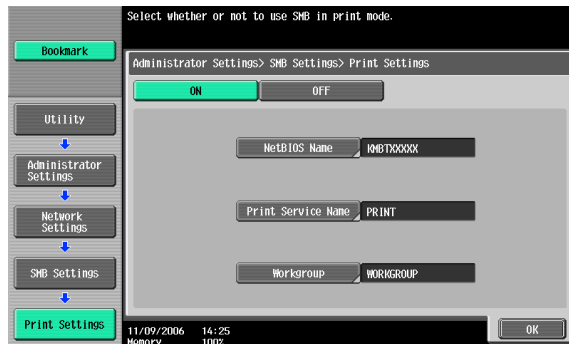 Select whether or not to use SMB in print mode.
Bookmark
Administrator Settings> SMB Settings> Print Settings
ON
OFF
Utility
Administrator
Settings
Network
Settings
SMB Settings
Print Settings
NetBIOS Name
KMBTXXXXX
Print Service Name
PRINT
Workgroup
WORKGROUP
11/09/2006 14:25
Memory 100%
OK